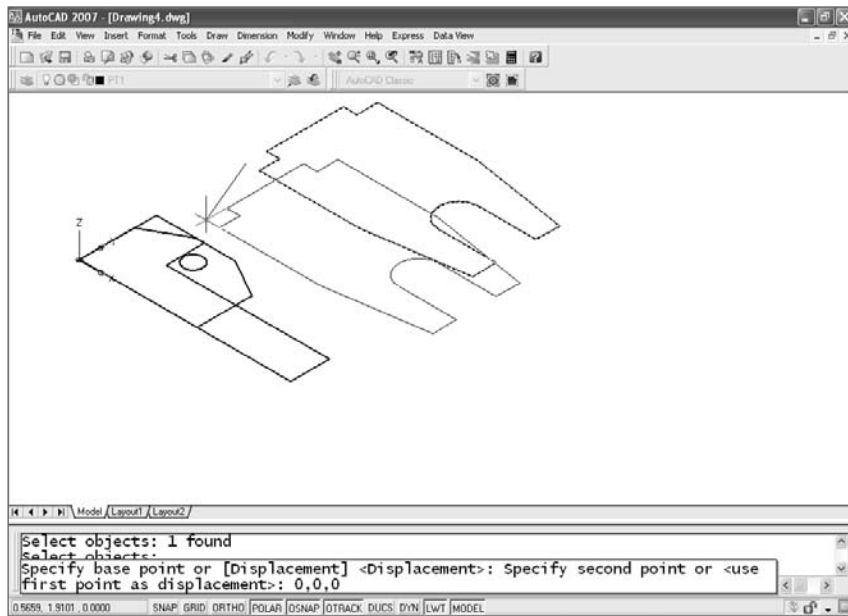 AutoCAD 2007 - [Drawing4.dwg]
File Edit View Insert Format Tools Draw Dimension Modify Window Help Express Data View
PT1 AutoCAD Classic
Z
Y
X
Model Layout1 Layout2
Select objects: 1 found
Select objects:
Specify base point or [Displacement] <Displacement>: Specify second point or <use
first point as displacement>: 0,0,0
0.5659, 1.9101, 0.0000 SNAP GRID ORTHO POLAR OSNAP OTRACK DUCS DYN LWT MODEL